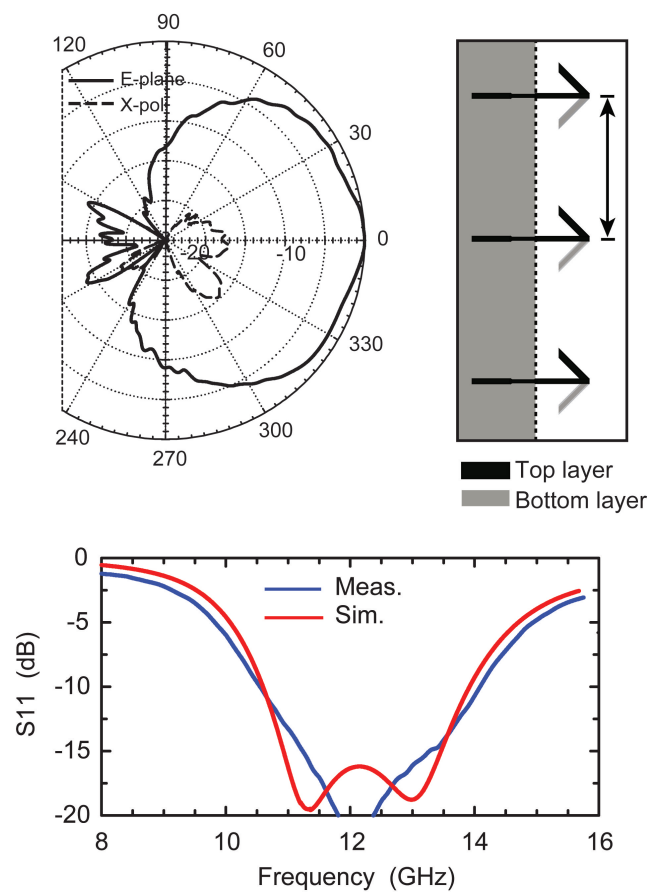 90
120
60
E-plane
X-pol
30
-20
-10
0
330
240
300
270
Top layer
Bottom layer
0
-5
-10
-15
-20
S11 (dB)
Meas.
Sim.
8
10
12
14
16
Frequency (GHz)